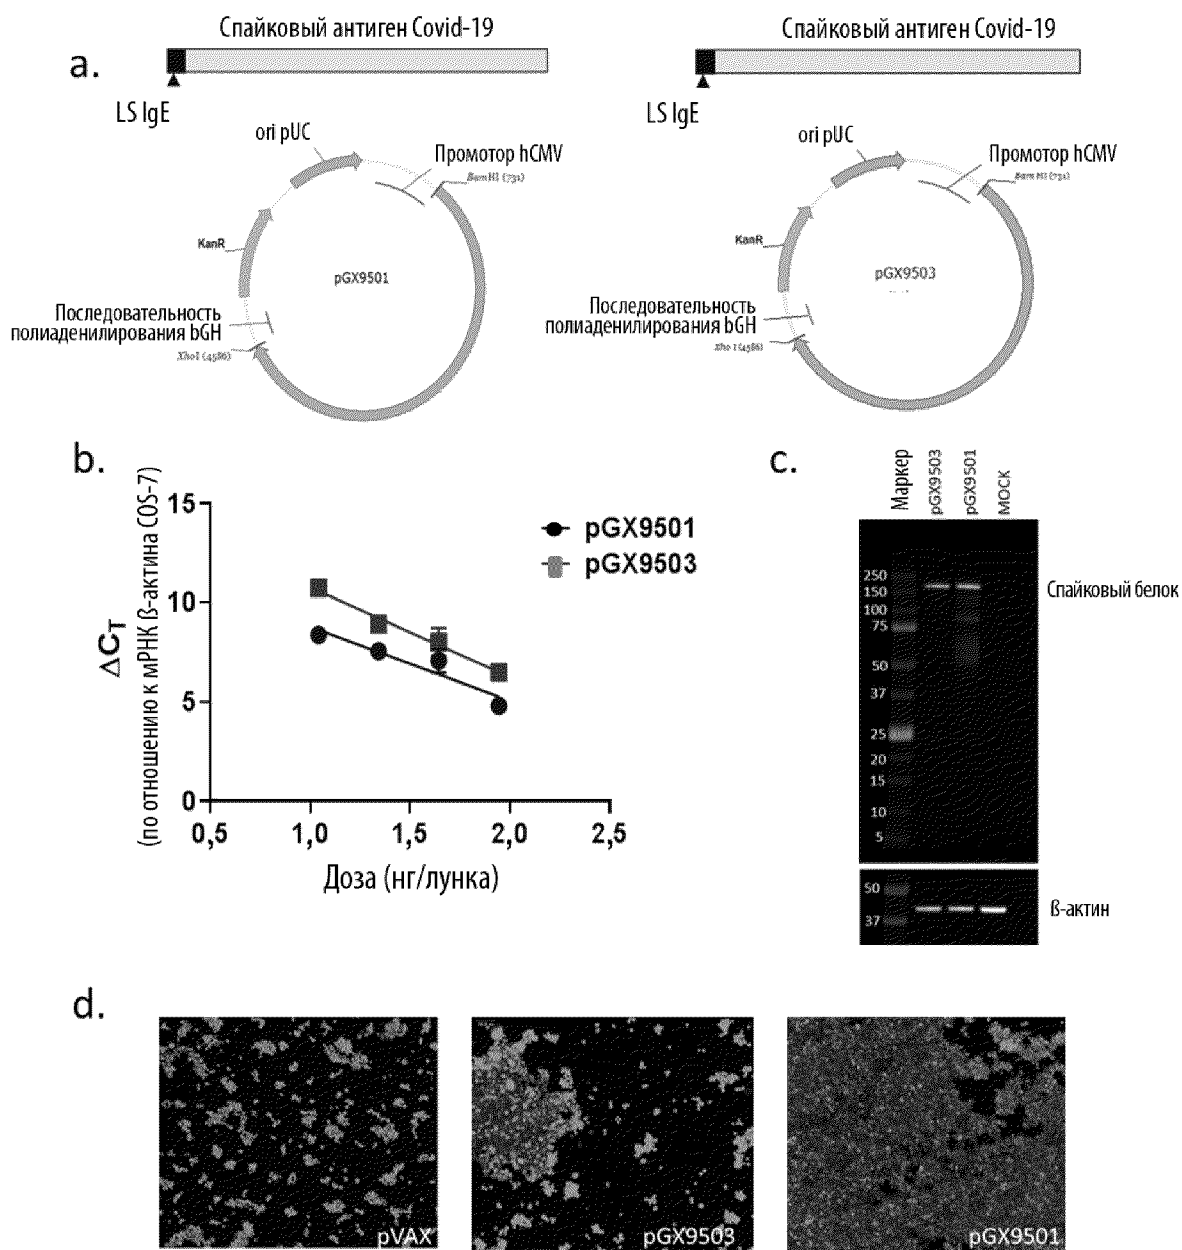 Спайковый антиген Covid-19
Спайковый антиген Covid-19
a.
LS IgE
LS IgE
ori pUC
Промотор hCMV
BamHI (731)
KanR
pGX9501
Последовательность
полиаденилирования bGH
XhoI (4586)
ori pUC
Промотор hCMV
BamHI (731)
KanR
pGX9503
Последовательность
полиаденилирования bGH
Xho I (4586)
b.
ΔCT
(по отношению к мРНК ß-актина COS-7)
15
10
5
0
0,5
1,0
1,5
2,0
2,5
Доза (нг/лунка)
pGX9501
pGX9503
c.
Маркер
pGX9503
pGX9501
MOCK
250
150
100
75
50
37
25
20
15
10
5
Спайковый белок
50
37
ß-актин
d.
pVAX
pGX9503
pGX9501